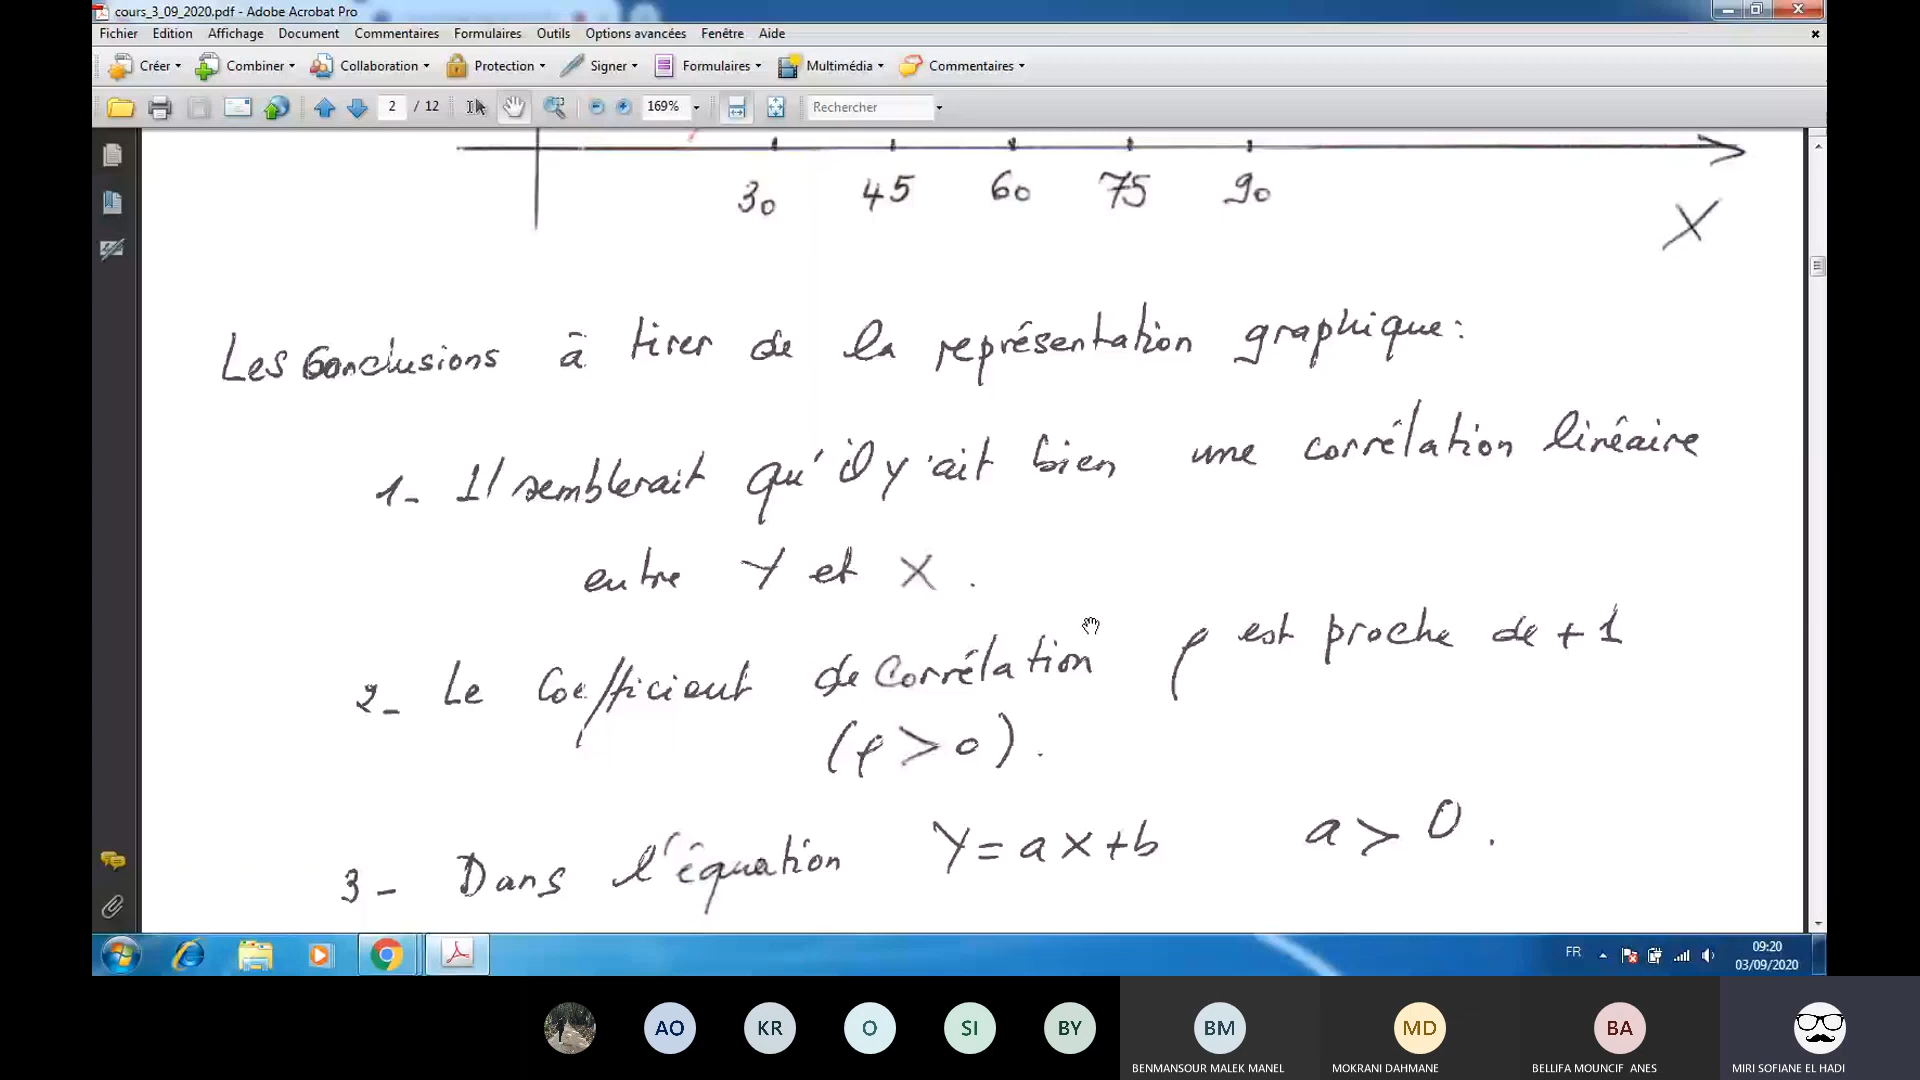 cours_3_09_2020.pdf - Adobe Acrobat Pro
Fichier Edition Affichage Document Commentaires Formulaires Outils Options avancées Fenêtre Aide
Créer Combiner Collaboration Protection Signer Formulaires Multimédia Commentaires
2 / 12 169% Rechercher
30 45 60 75 90
X
Les Conclusions à tirer de la représentation graphique:
1- Il semblerait qu'il y'ait bien une corrélation linéaire
entre Y et X.
2- Le Coefficient de Corrélation ρ est proche de +1
(ρ>0).
3- Dans l'équation Y=aX+b a>0.
FR
09:20
03/09/2020
AO KR O SI BY BM MD BA
BENMANSOUR MALEK MANEL MOKRANI DAHMANE BELLIFA MOUNCIF ANES MIRI SOFIANE EL HADI